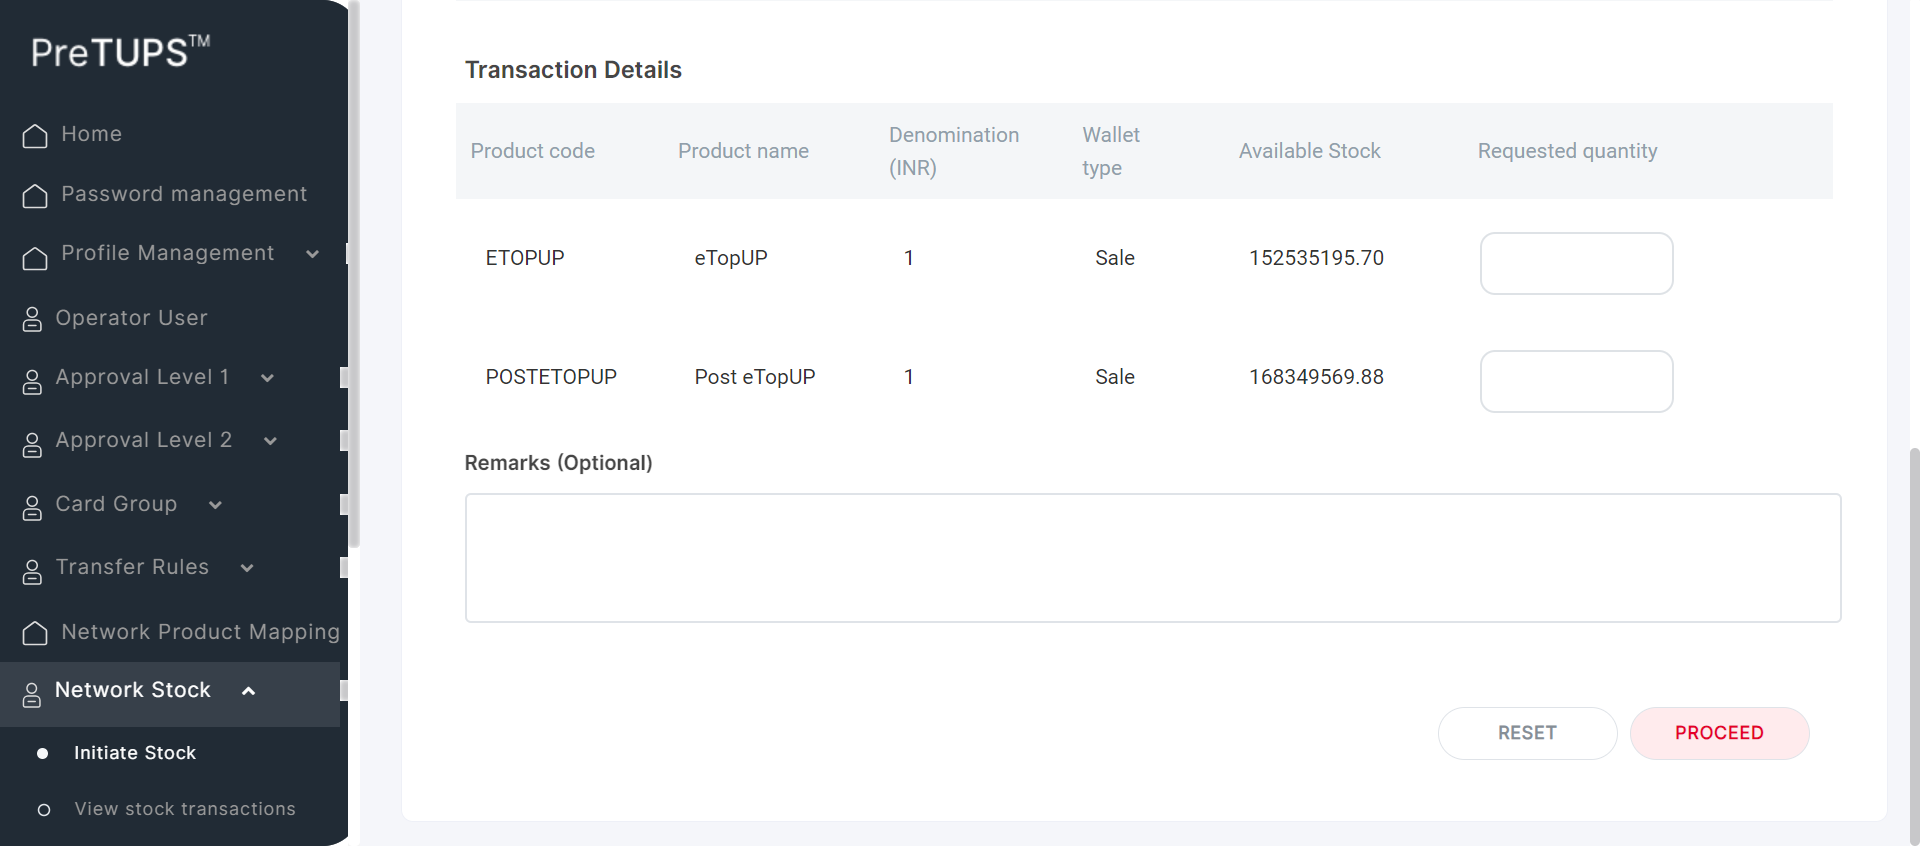 PreTUPS™
Home
Password management
Profile Management
Operator User
Approval Level 1
Approval Level 2
Card Group
Transfer Rules
Network Product Mapping
Network Stock
Initiate Stock
View stock transactions
Transaction Details
Product code Product name Denomination (INR) Wallet type Available Stock Requested quantity
ETOPUP eTopUP 1 Sale 152535195.70
POSTETOPUP Post eTopUP 1 Sale 168349569.88
Remarks (Optional)
RESET PROCEED